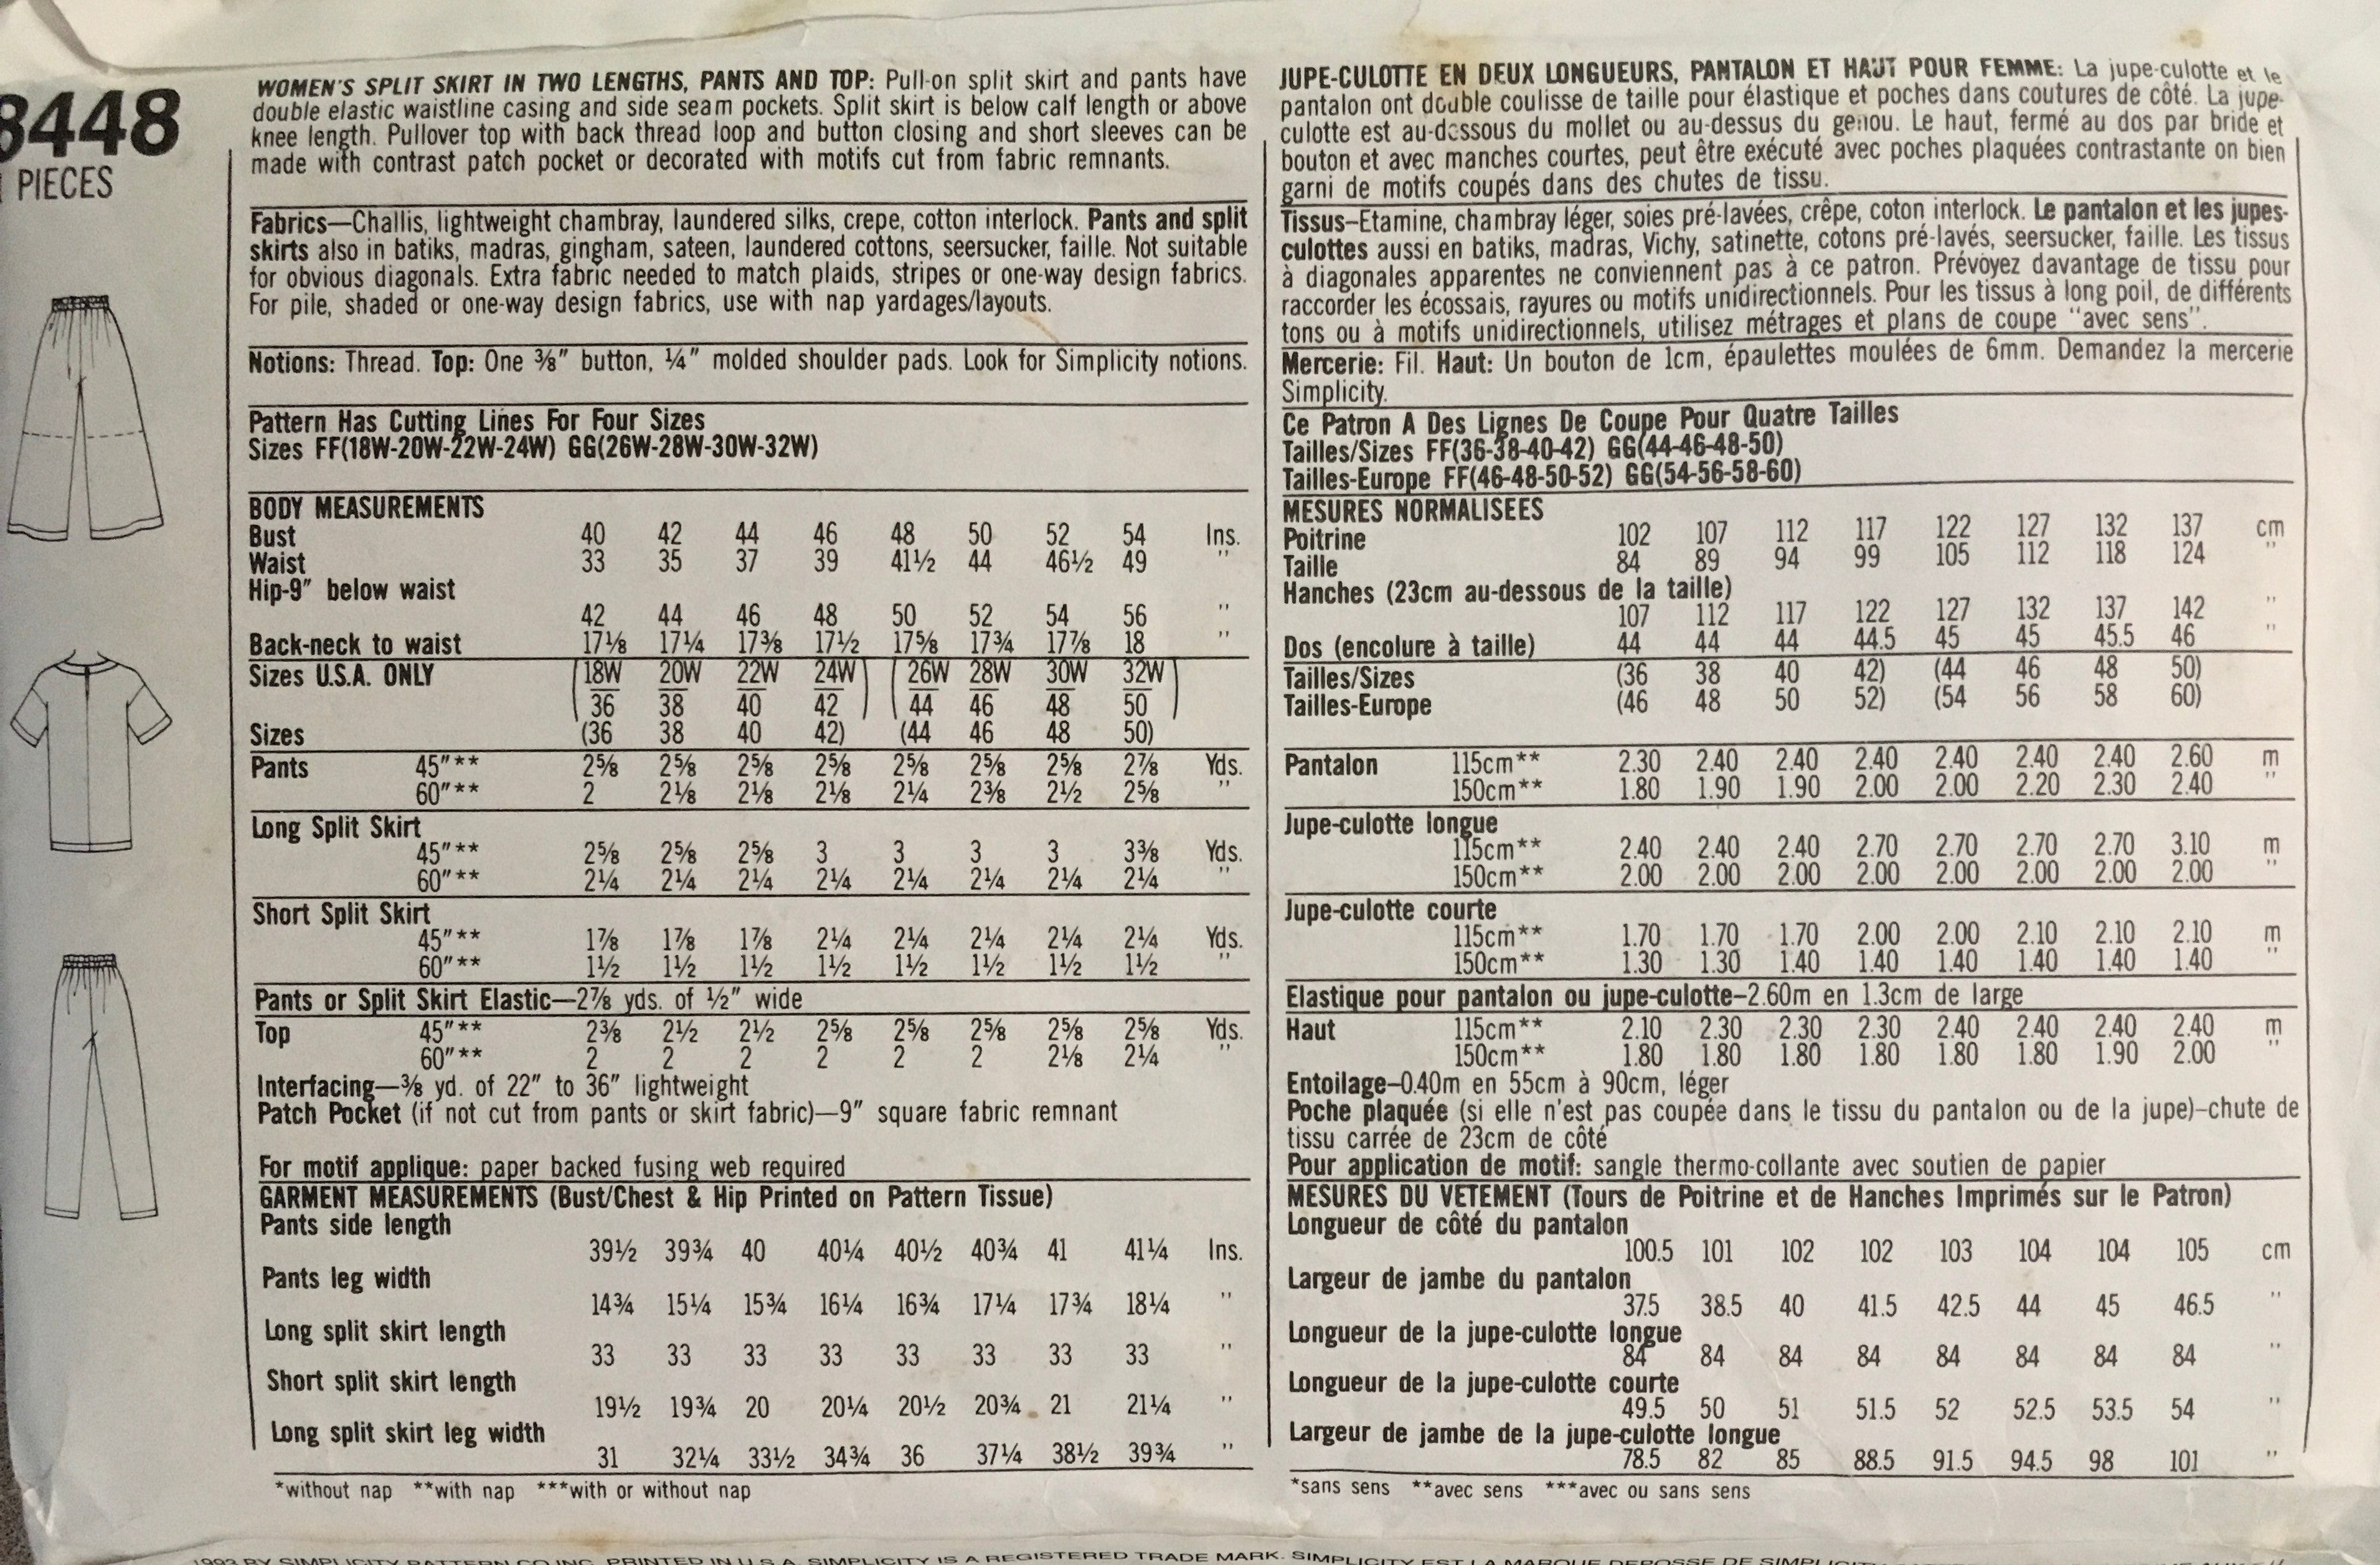 8448
PIECES
WOMEN'S SPLIT SKIRT IN TWO LENGTHS, PANTS AND TOP: Pull-on split skirt and pants have
double elastic waistline casing and side seam pockets. Split skirt is below calf length or above
knee length. Pullover top with back thread loop and button closing and short sleeves can be
made with contrast patch pocket or decorated with motifs cut from fabric remnants.
Fabrics—Challis, lightweight chambray, laundered silks, crepe, cotton interlock. Pants and split
skirts also in batiks, madras, gingham, sateen, laundered cottons, seersucker, faille. Not suitable
for obvious diagonals. Extra fabric needed to match plaids, stripes or one-way design fabrics.
For pile, shaded or one-way design fabrics, use with nap yardages/layouts.
Notions: Thread. Top: One ⅜" button, ¼" molded shoulder pads. Look for Simplicity notions.
Pattern Has Cutting Lines For Four Sizes
Sizes FF(18W-20W-22W-24W) GG(26W-28W-30W-32W)
BODY MEASUREMENTS
Bust 40 42 44 46 48 50 52 54 Ins.
Waist 33 35 37 39 41½ 44 46½ 49 "
Hip-9" below waist
42 44 46 48 50 52 54 56 "
Back-neck to waist 17⅛ 17¼ 17⅜ 17½ 17⅝ 17¾ 17⅞ 18 "
Sizes U.S.A. ONLY (18W 20W 22W 24W) (26W 28W 30W 32W)
36 38 40 42 44 46 48 50
Sizes (36 38 40 42) (44 46 48 50)
Pants 45"** 2⅝ 2⅝ 2⅝ 2⅝ 2⅝ 2⅝ 2⅝ 2⅞ Yds.
60"** 2 2⅛ 2⅛ 2⅛ 2¼ 2⅜ 2½ 2⅝ "
Long Split Skirt
45"** 2⅝ 2⅝ 2⅝ 3 3 3 3 3⅜ Yds.
60"** 2¼ 2¼ 2¼ 2¼ 2¼ 2¼ 2¼ 2¼ "
Short Split Skirt
45"** 1⅞ 1⅞ 1⅞ 2¼ 2¼ 2¼ 2¼ 2¼ Yds.
60"** 1½ 1½ 1½ 1½ 1½ 1½ 1½ 1½ "
Pants or Split Skirt Elastic—2⅞ yds. of ½" wide
Top 45"** 2⅜ 2½ 2½ 2⅝ 2⅝ 2⅝ 2⅝ 2⅝ Yds.
60"** 2 2 2 2 2 2 2⅛ 2¼ "
Interfacing—⅜ yd. of 22" to 36" lightweight
Patch Pocket (if not cut from pants or skirt fabric)—9" square fabric remnant
For motif applique: paper backed fusing web required
GARMENT MEASUREMENTS (Bust/Chest & Hip Printed on Pattern Tissue)
Pants side length
39½ 39¾ 40 40¼ 40½ 40¾ 41 41¼ Ins.
Pants leg width
14¾ 15¼ 15¾ 16¼ 16¾ 17¼ 17¾ 18¼ "
Long split skirt length
33 33 33 33 33 33 33 33 "
Short split skirt length
19½ 19¾ 20 20¼ 20½ 20¾ 21 21¼ "
Long split skirt leg width
31 32¼ 33½ 34¾ 36 37¼ 38½ 39¾ "
*without nap **with nap ***with or without nap
JUPE-CULOTTE EN DEUX LONGUEURS, PANTALON ET HAUT POUR FEMME: La jupe-culotte et le
pantalon ont double coulisse de taille pour élastique et poches dans coutures de côté. La jupe-
culotte est au-dessous du mollet ou au-dessus du genou. Le haut, fermé au dos par bride et
bouton et avec manches courtes, peut être exécuté avec poches plaquées contrastante on bien
garni de motifs coupés dans des chutes de tissu.
Tissus—Etamine, chambray léger, soies pré-lavées, crêpe, coton interlock. Le pantalon et les jupes-
culottes aussi en batiks, madras, Vichy, satinette, cotons pré-lavés, seersucker, faille. Les tissus
à diagonales apparentes ne conviennent pas à ce patron. Prévoyez davantage de tissu pour
raccorder les écossais, rayures ou motifs unidirectionnels. Pour les tissus à long poil, de différents
tons ou à motifs unidirectionnels, utilisez métrages et plans de coupe "avec sens".
Mercerie: Fil. Haut: Un bouton de 1cm, épaulettes moulées de 6mm. Demandez la mercerie
Simplicity.
Ce Patron A Des Lignes De Coupe Pour Quatre Tailles
Tailles/Sizes FF(36-38-40-42) GG(44-46-48-50)
Tailles-Europe FF(46-48-50-52) GG(54-56-58-60)
MESURES NORMALISEES
Poitrine 102 107 112 117 122 127 132 137 cm
Taille 84 89 94 99 105 112 118 124 "
Hanches (23cm au-dessous de la taille)
107 112 117 122 127 132 137 142 "
Dos (encolure à taille) 44 44 44 44.5 45 45 45.5 46 "
Tailles/Sizes (36 38 40 42) (44 46 48 50)
Tailles-Europe (46 48 50 52) (54 56 58 60)
Pantalon 115cm** 2.30 2.40 2.40 2.40 2.40 2.40 2.40 2.60 m
150cm** 1.80 1.90 1.90 2.00 2.00 2.20 2.30 2.40 "
Jupe-culotte longue
115cm** 2.40 2.40 2.40 2.70 2.70 2.70 2.70 3.10 m
150cm** 2.00 2.00 2.00 2.00 2.00 2.00 2.00 2.00 "
Jupe-culotte courte
115cm** 1.70 1.70 1.70 2.00 2.00 2.10 2.10 2.10 m
150cm** 1.30 1.30 1.40 1.40 1.40 1.40 1.40 1.40 "
Elastique pour pantalon ou jupe-culotte—2.60m en 1.3cm de large
Haut 115cm** 2.10 2.30 2.30 2.30 2.40 2.40 2.40 2.40 m
150cm** 1.80 1.80 1.80 1.80 1.80 1.80 1.90 2.00 "
Entoilage—0.40m en 55cm à 90cm, léger
Poche plaquée (si elle n'est pas coupée dans le tissu du pantalon ou de la jupe)—chute de
tissu carrée de 23cm de côté
Pour application de motif: sangle thermo-collante avec soutien de papier
MESURES DU VETEMENT (Tours de Poitrine et de Hanches Imprimés sur le Patron)
Longueur de côté du pantalon
100.5 101 102 102 103 104 104 105 cm
Largeur de jambe du pantalon
37.5 38.5 40 41.5 42.5 44 45 46.5 "
Longueur de la jupe-culotte longue
84 84 84 84 84 84 84 84 "
Longueur de la jupe-culotte courte
49.5 50 51 51.5 52 52.5 53.5 54 "
Largeur de jambe de la jupe-culotte longue
78.5 82 85 88.5 91.5 94.5 98 101 "
*sans sens **avec sens ***avec ou sans sens
BY SIMPLICITY PATTERN CO INC. PRINTED IN U.S.A. SIMPLICITY IS A REGISTERED TRADE MARK. SIMPLICITY EST LA MARQUE DEPOSSE DE